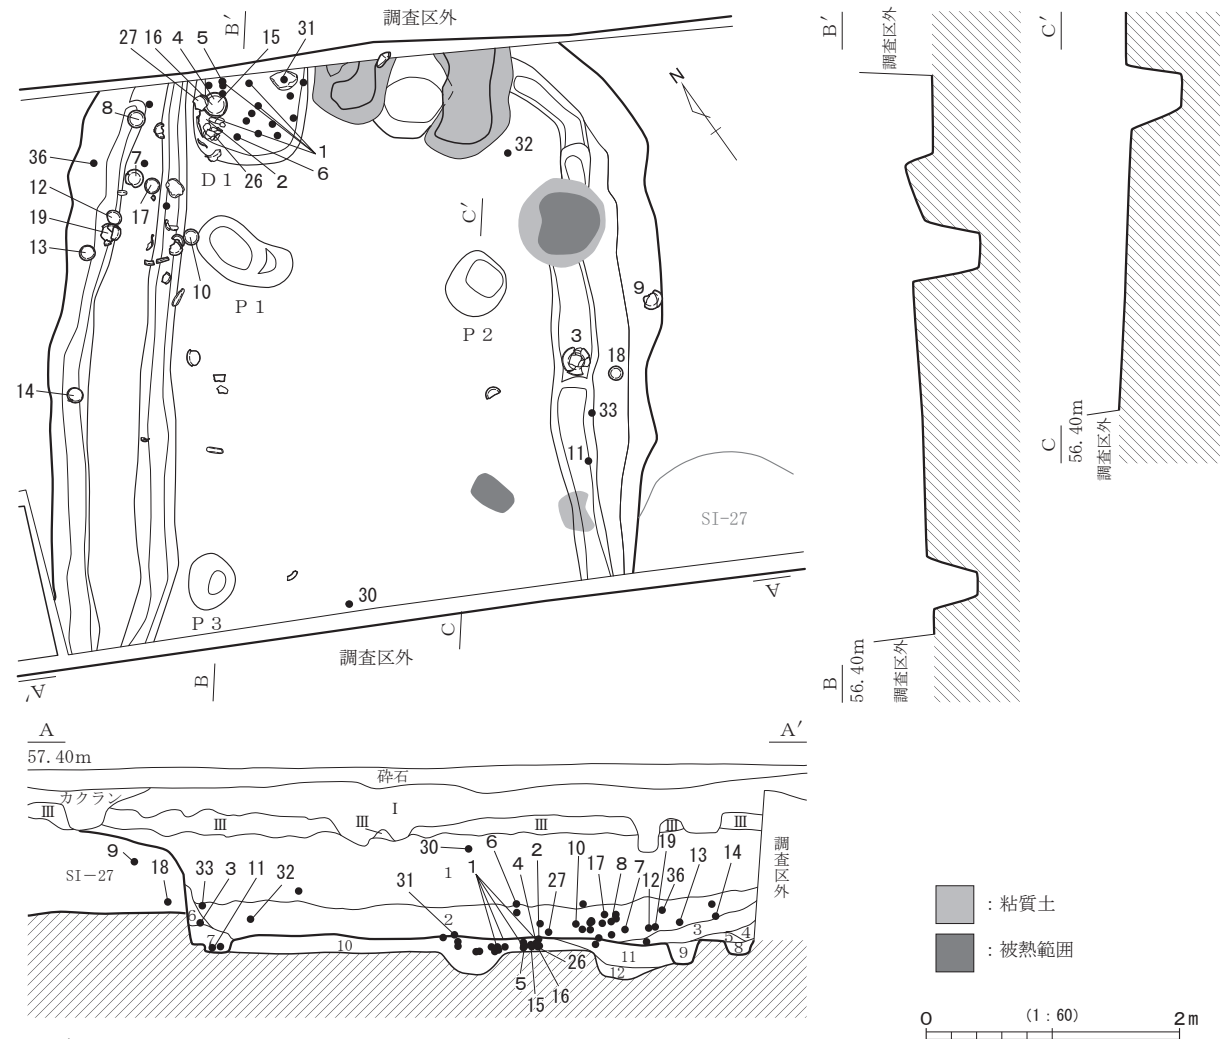 調査区外
B′
27 16 4 5 15 31
8
36
7
12
19
17
13
10
14
1
6
2
26
D 1
32
C′
P 1
P 2
9
3
18
33
11
SI-27
30
P 3
A
A′
調査区外
B
C
B′
調査区外
B
56.40m
調査区外
C′
C
56.40m
調査区外
A
A′
57.40m
砕石
カクラン
Ⅰ
Ⅲ
Ⅲ
Ⅲ
Ⅲ
Ⅲ
Ⅲ
調査区外
SI-27
9
18
33 3 11 32
30
1
31
1
6
4
2
27
10
17
8
7
12
19
36
13
14
6
7
2
10
5
15
16
26
11
12
9
3
5
4
8
：粘質土
：被熱範囲
0 (1：60) 2m